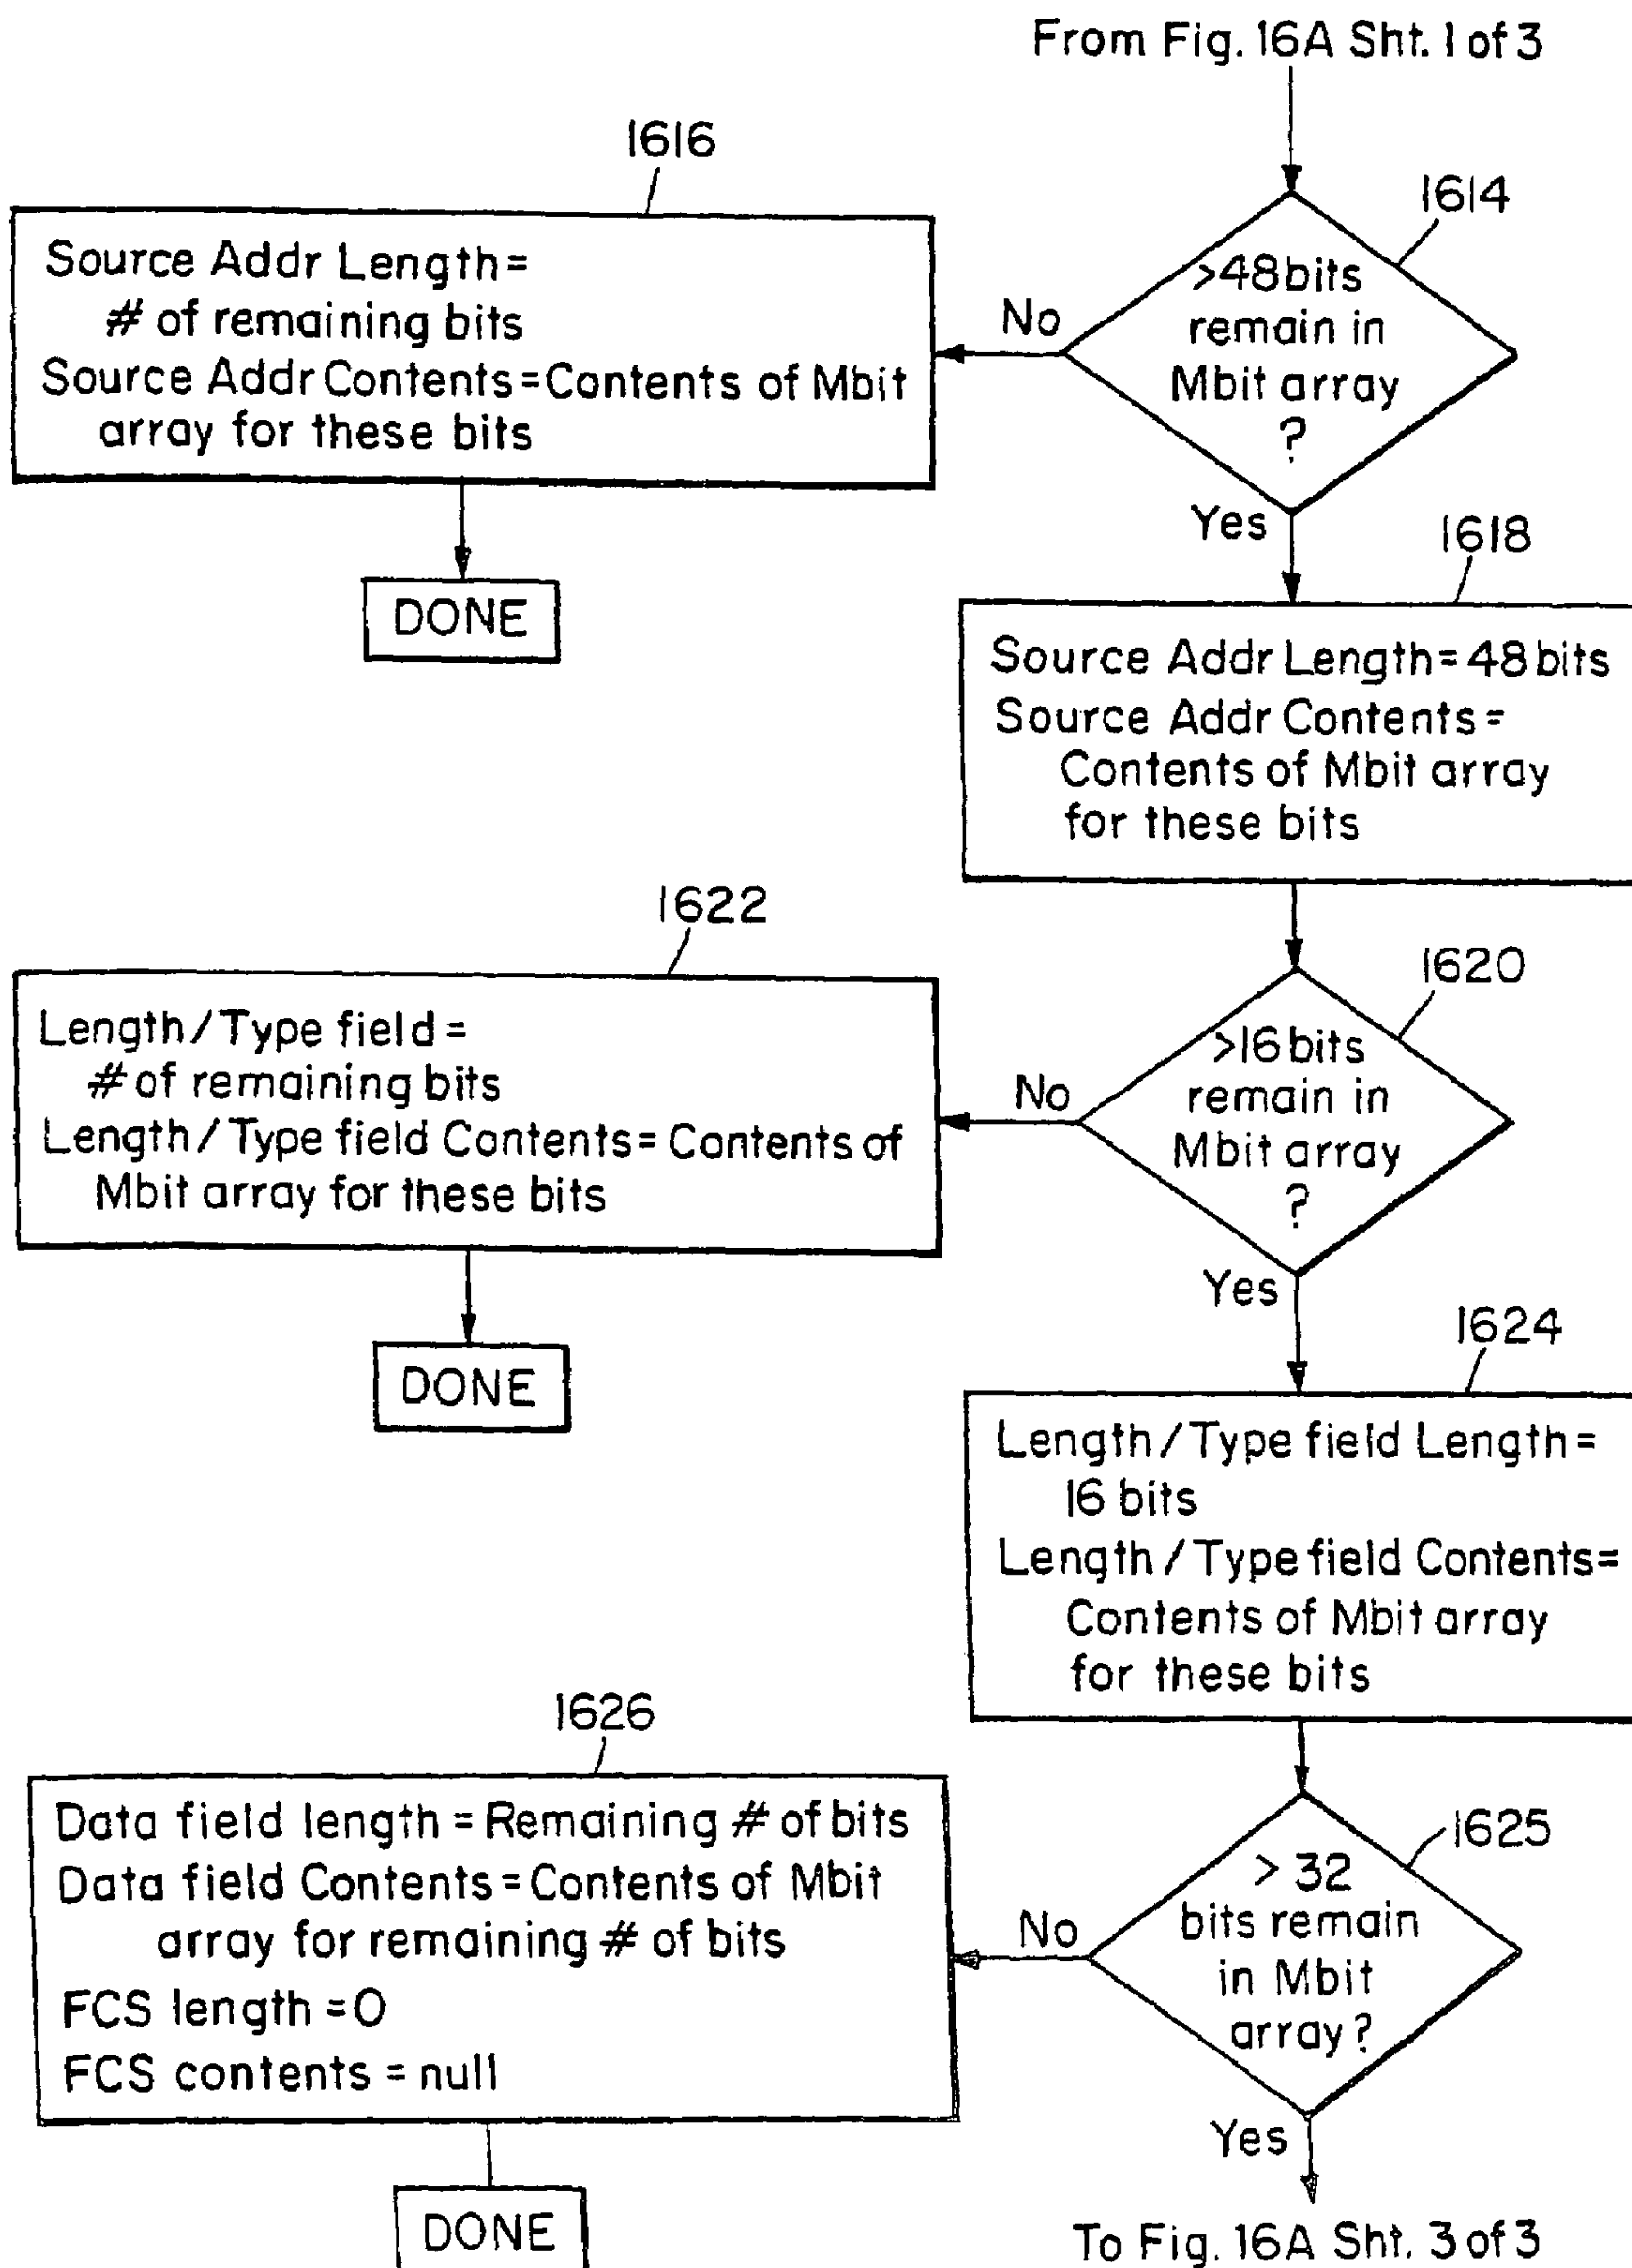 From Fig. 16A Sht. 1 of 3
1616
Source Addr Length=
# of remaining bits
Source Addr Contents=Contents of Mbit
array for these bits
DONE
1614
>48 bits
remain in
Mbit array
?
No
Yes
1618
Source Addr Length=48 bits
Source Addr Contents=
Contents of Mbit array
for these bits
1622
Length/Type field=
# of remaining bits
Length/Type field Contents=Contents of
Mbit array for these bits
DONE
1620
>16 bits
remain in
Mbit array
?
No
Yes
1624
Length/Type field Length=
16 bits
Length/Type field Contents=
Contents of Mbit array
for these bits
1626
Data field length=Remaining # of bits
Data field Contents=Contents of Mbit
array for remaining # of bits
FCS length=0
FCS contents=null
DONE
1625
> 32
bits remain
in Mbit
array?
No
Yes
To Fig. 16A Sht. 3 of 3